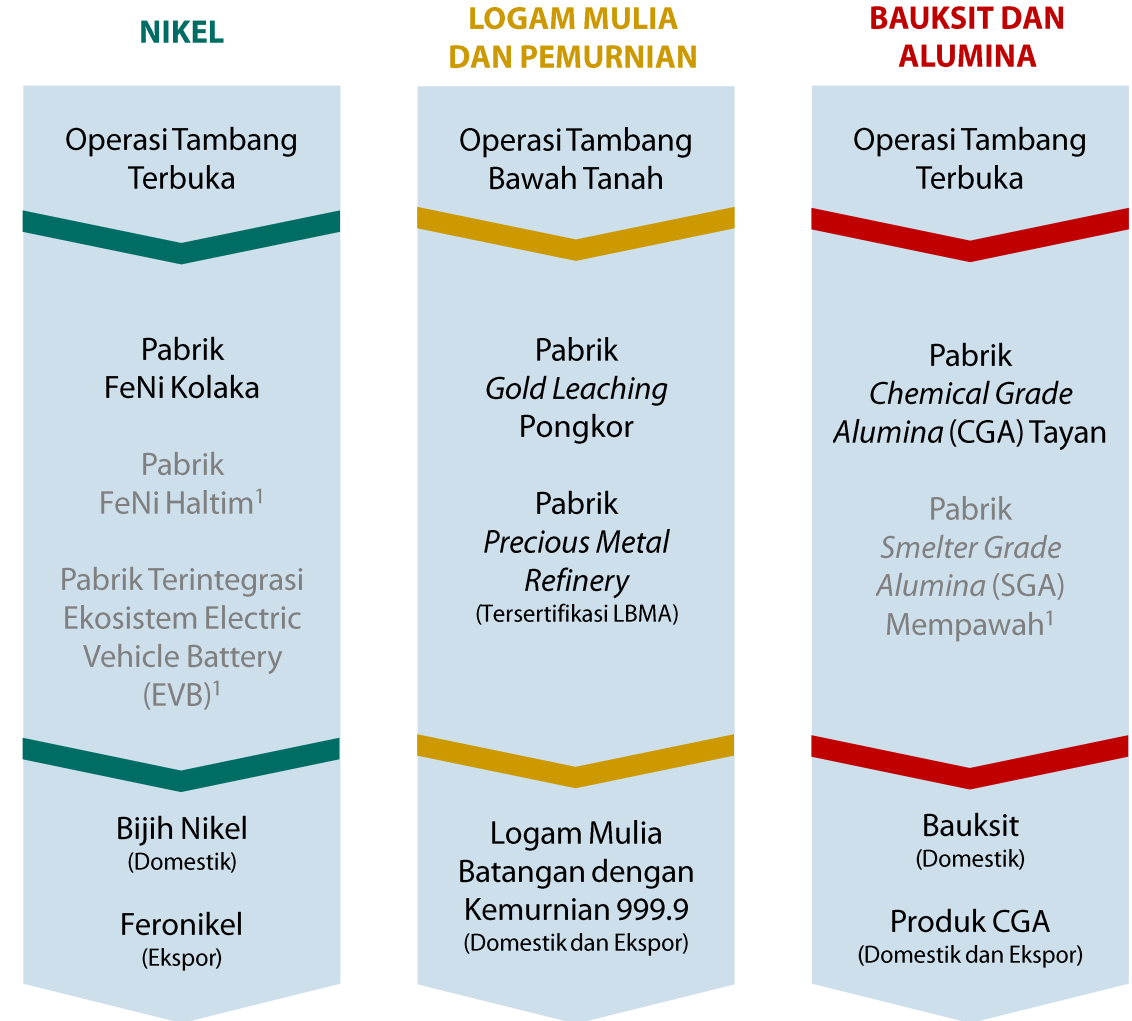 NIKEL
Operasi Tambang
Terbuka
Pabrik
FeNi Kolaka
Pabrik
FeNi Haltim¹
Pabrik Terintegrasi
Ekosistem Electric
Vehicle Battery
(EVB)¹
Bijih Nikel
(Domestik)
Feronikel
(Ekspor)
LOGAM MULIA
DAN PEMURNIAN
Operasi Tambang
Bawah Tanah
Pabrik
Gold Leaching
Pongkor
Pabrik
Precious Metal
Refinery
(Tersertifikasi LBMA)
Logam Mulia
Batangan dengan
Kemurnian 999.9
(Domestik dan Ekspor)
BAUKSIT DAN
ALUMINA
Operasi Tambang
Terbuka
Pabrik
Chemical Grade
Alumina (CGA) Tayan
Pabrik
Smelter Grade
Alumina (SGA)
Mempawah¹
Bauksit
(Domestik)
Produk CGA
(Domestik dan Ekspor)